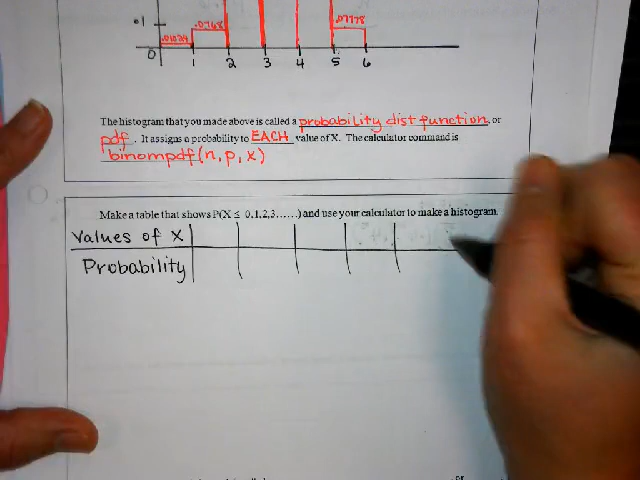 .1
.01024 .0768 .07778
0 1 2 3 4 5 6
The histogram that you made above is called a probability dist function or
pdf. It assigns a probability to EACH value of X. The calculator command is
binompdf(n, p, x)
Make a table that shows P(X ≤ 0,1,2,3……) and use your calculator to make a histogram.
Values of X
Probability